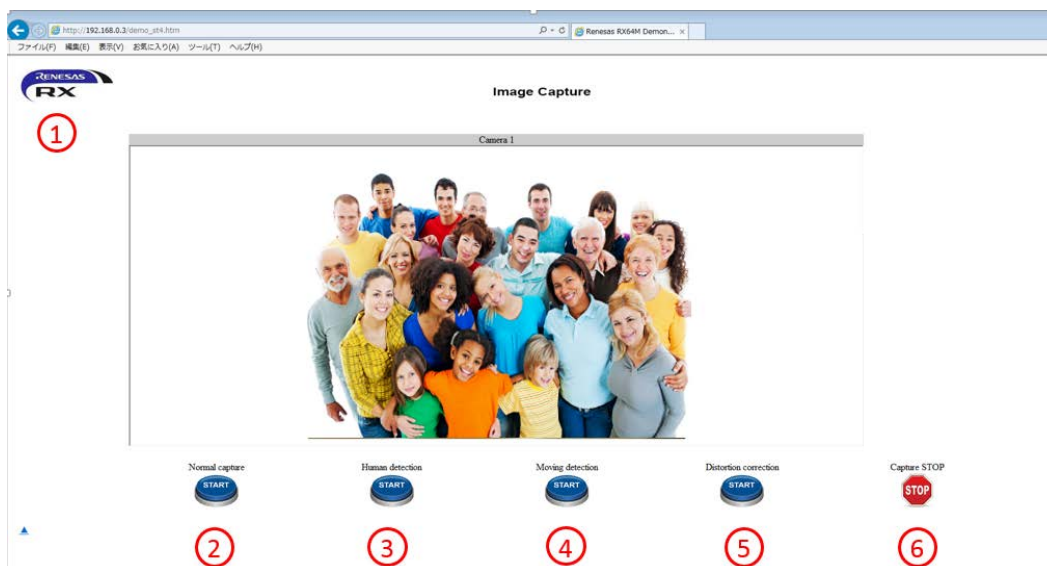 http://192.168.0.3/demo_st4.htm
Renesas RX64M Demon...
ファイル(F) 編集(E) 表示(V) お気に入り(A) ツール(T) ヘルプ(H)
RENESAS
RX
Image Capture
1
Camera 1
Normal capture Human detection Moving detection Distortion correction Capture STOP
START START START START STOP
2 3 4 5 6